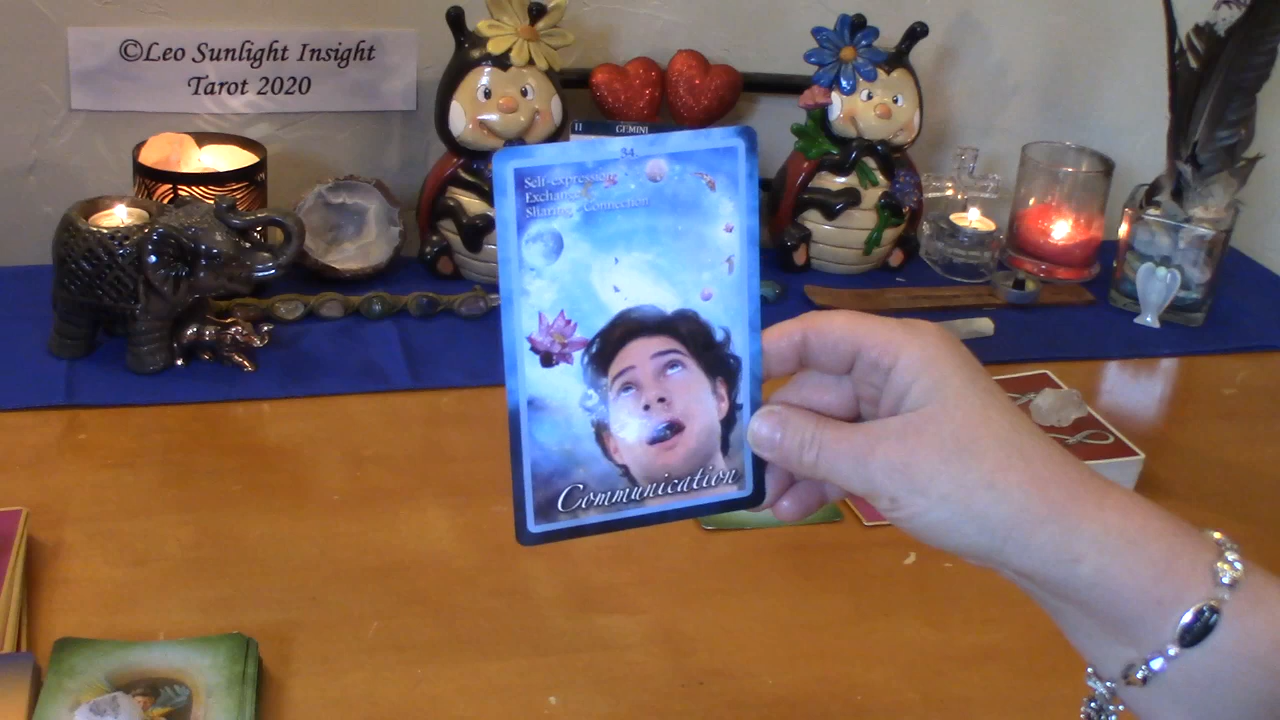 ©Leo Sunlight Insight
Tarot 2020
II GEMINI
34.
Self-expression
Exchange
Sharing - Connection
Communication